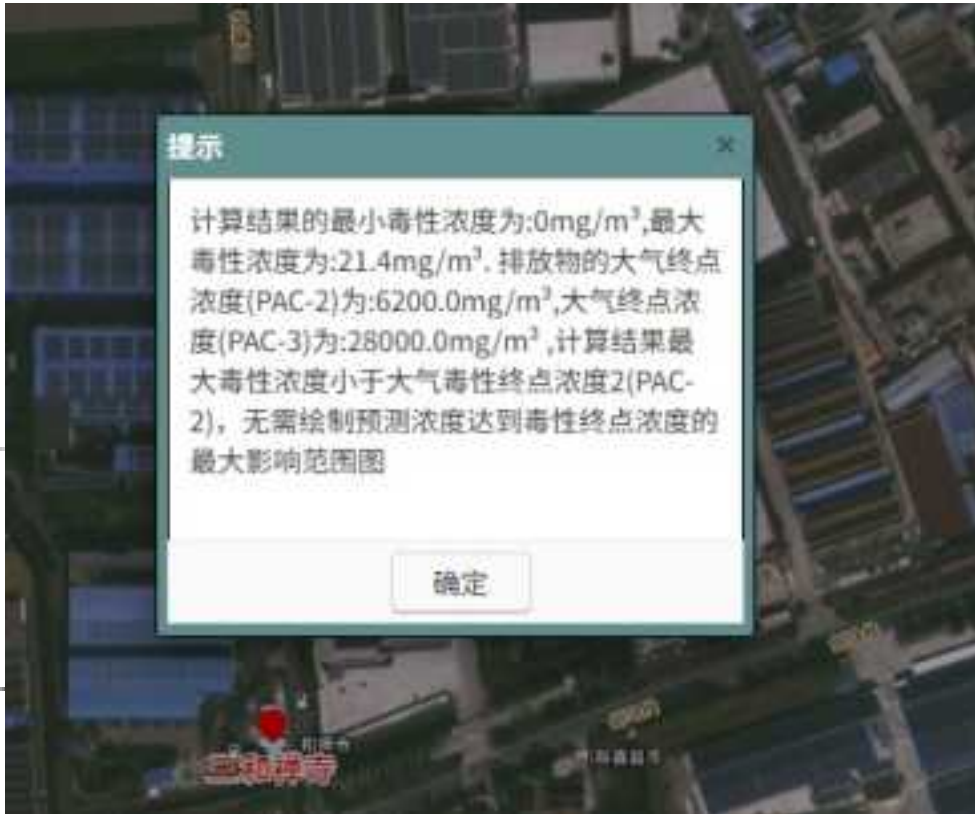 提示
计算结果的最小毒性浓度为:0mg/m³,最大
毒性浓度为:21.4mg/m³. 排放物的大气终点
浓度(PAC-2)为:6200.0mg/m³,大气终点浓
度(PAC-3)为:28000.0mg/m³ ,计算结果最
大毒性浓度小于大气毒性终点浓度2(PAC-
2)，无需绘制预测浓度达到毒性终点浓度的
最大影响范围图
确定